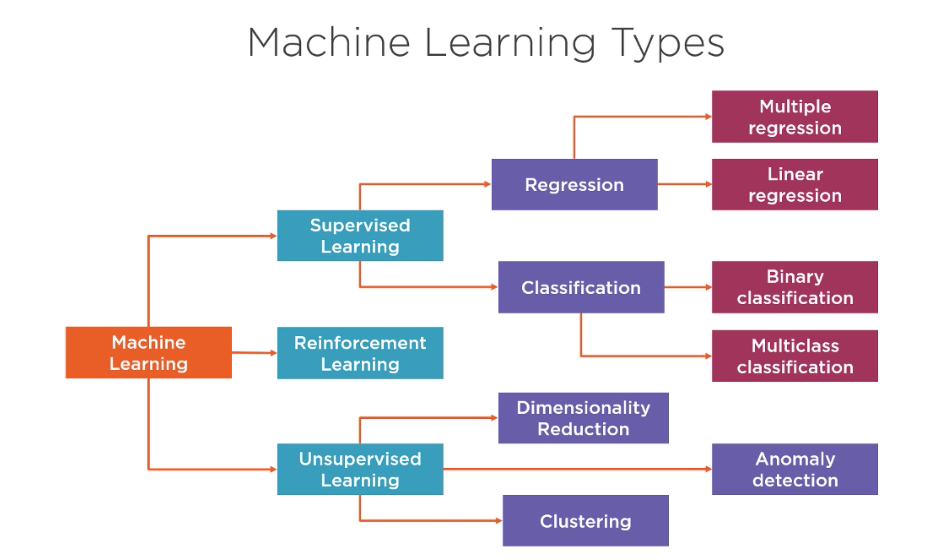 Machine Learning Types
Multiple
regression
Regression
Linear
regression
Supervised
Learning
Classification
Binary
classification
Multiclass
classification
Machine
Learning
Reinforcement
Learning
Dimensionality
Reduction
Unsupervised
Learning
Anomaly
detection
Clustering